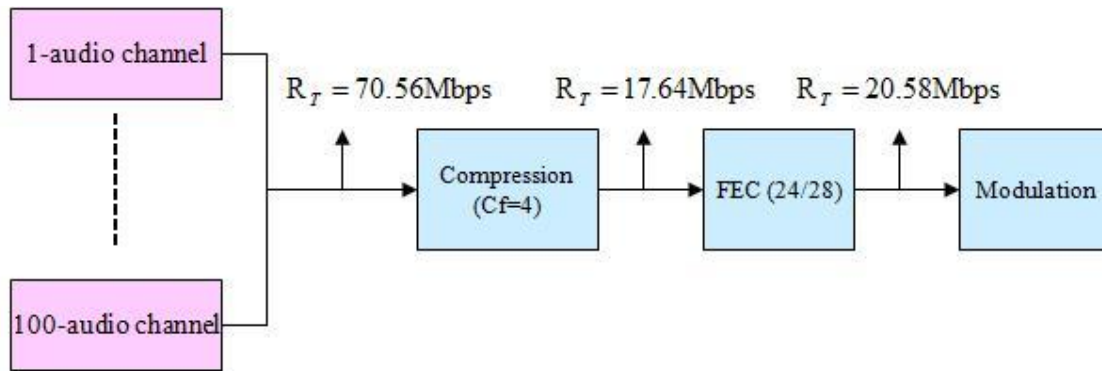 1-audio channel
R_T = 70.56Mbps
R_T = 17.64Mbps
R_T = 20.58Mbps
Compression
(Cf=4)
FEC (24/28)
Modulation
100-audio channel